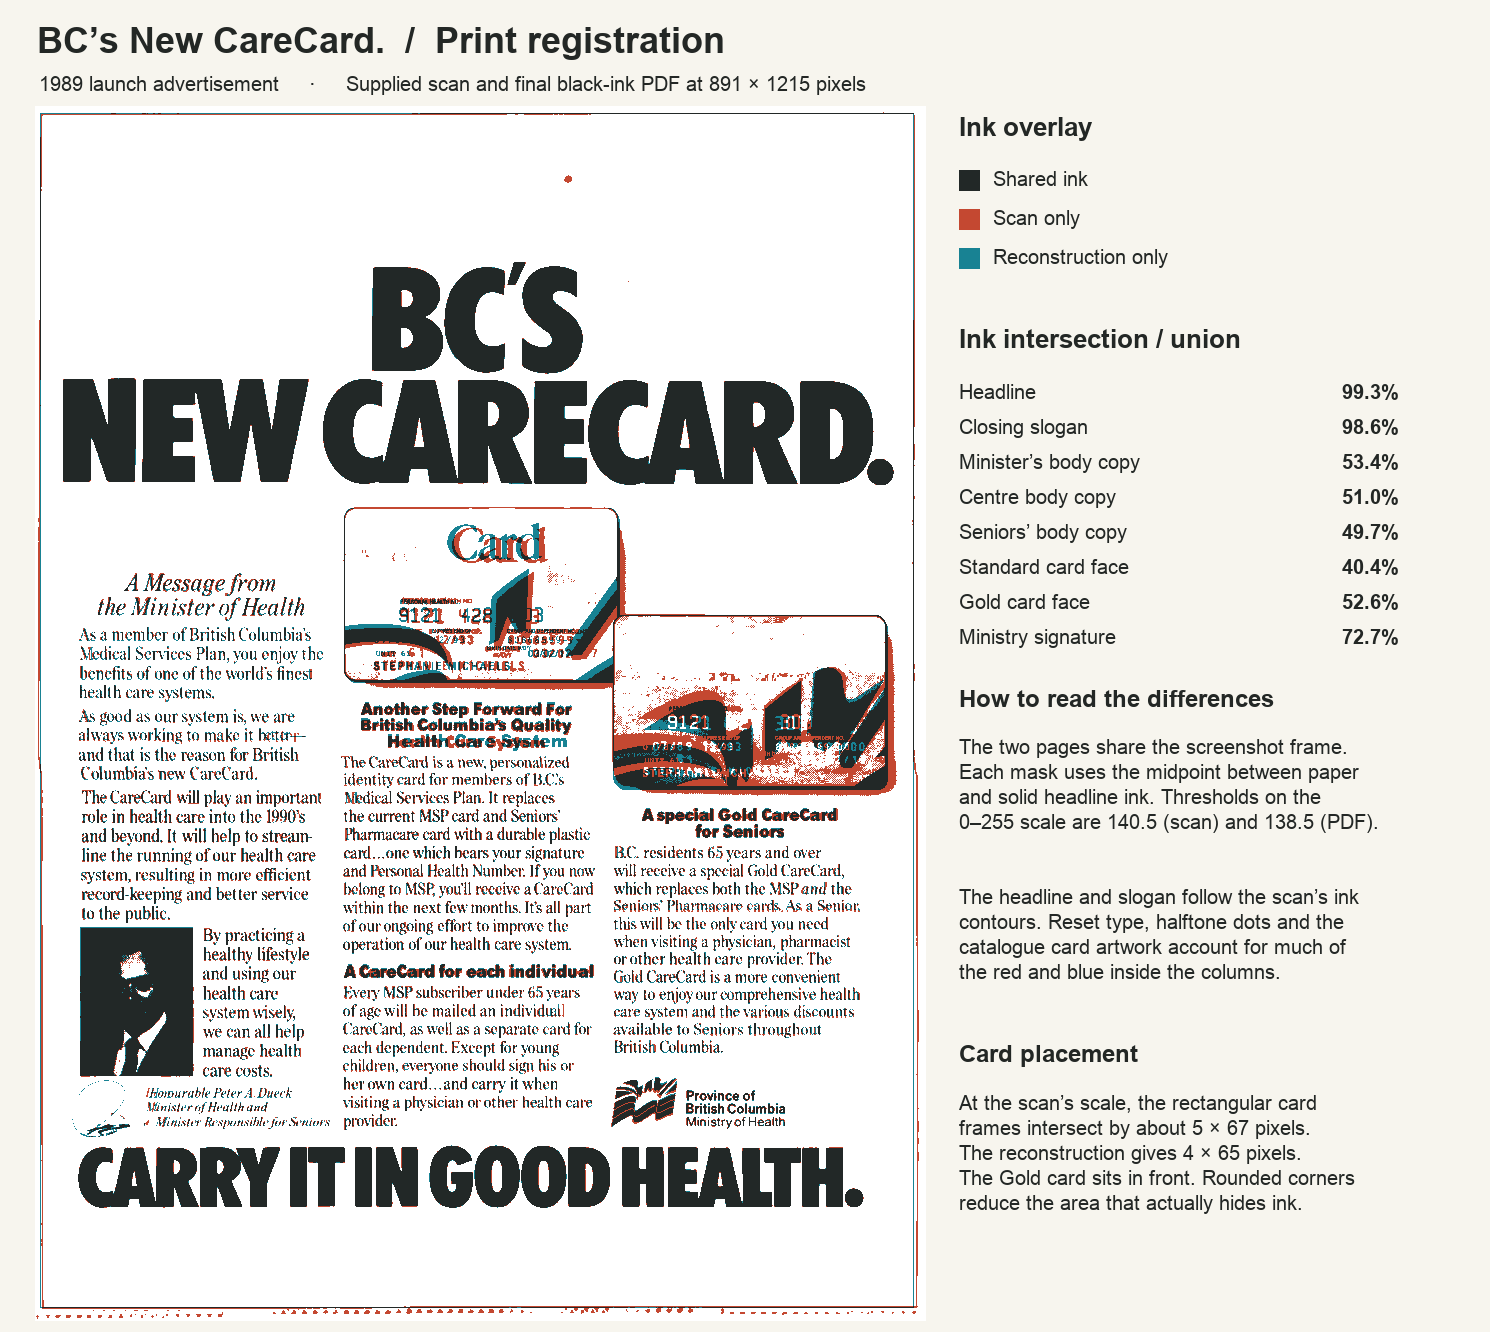 BC’s New CareCard. / Print registration
1989 launch advertisement · Supplied scan and final black-ink PDF at 891 × 1215 pixels
BC'S
NEW CARECARD.
Card
9121 428
STEPHANIE MICHAELS
A Message from
the Minister of Health
As a member of British Columbia's
Medical Services Plan, you enjoy the
benefits of one of the world's finest
health care systems.
As good as our system is, we are
always working to make it better—
and that is the reason for British
Columbia's new CareCard.
The CareCard will play an important
role in health care into the 1990's
and beyond. It will help to stream-
line the running of our health care
system, resulting in more efficient
record-keeping and better service
to the public.
By practicing a
healthy lifestyle
and using our
health care
system wisely,
we can all help
manage health
care costs.
Honourable Peter A. Dueck
Minister of Health and
Minister Responsible for Seniors
Another Step Forward For
British Columbia's Quality
Health Care System
The CareCard is a new, personalized
identity card for members of B.C.'s
Medical Services Plan. It replaces
the current MSP card and Seniors'
Pharmacare card with a durable plastic
card...one which bears your signature
and Personal Health Number. If you now
belong to MSP, you'll receive a CareCard
within the next few months. It's all part
of our ongoing effort to improve the
operation of our health care system.
A CareCard for each individual
Every MSP subscriber under 65 years
of age will be mailed an individual
CareCard, as well as a separate card for
each dependent. Except for young
children, everyone should sign his or
her own card...and carry it when
visiting a physician or other health care
provider.
9121
A special Gold CareCard
for Seniors
B.C. residents 65 years and over
will receive a special Gold CareCard,
which replaces both the MSP and the
Seniors' Pharmacare cards. As a Senior,
this will be the only card you need
when visiting a physician, pharmacist
or other health care provider. The
Gold CareCard is a more convenient
way to enjoy our comprehensive health
care system and the various discounts
available to Seniors throughout
British Columbia.
Province of
British Columbia
Ministry of Health
CARRY IT IN GOOD HEALTH.
Ink overlay
Shared ink
Scan only
Reconstruction only
Ink intersection / union
Headline 99.3%
Closing slogan 98.6%
Minister’s body copy 53.4%
Centre body copy 51.0%
Seniors’ body copy 49.7%
Standard card face 40.4%
Gold card face 52.6%
Ministry signature 72.7%
How to read the differences
The two pages share the screenshot frame.
Each mask uses the midpoint between paper
and solid headline ink. Thresholds on the
0–255 scale are 140.5 (scan) and 138.5 (PDF).
The headline and slogan follow the scan’s ink
contours. Reset type, halftone dots and the
catalogue card artwork account for much of
the red and blue inside the columns.
Card placement
At the scan’s scale, the rectangular card
frames intersect by about 5 × 67 pixels.
The reconstruction gives 4 × 65 pixels.
The Gold card sits in front. Rounded corners
reduce the area that actually hides ink.